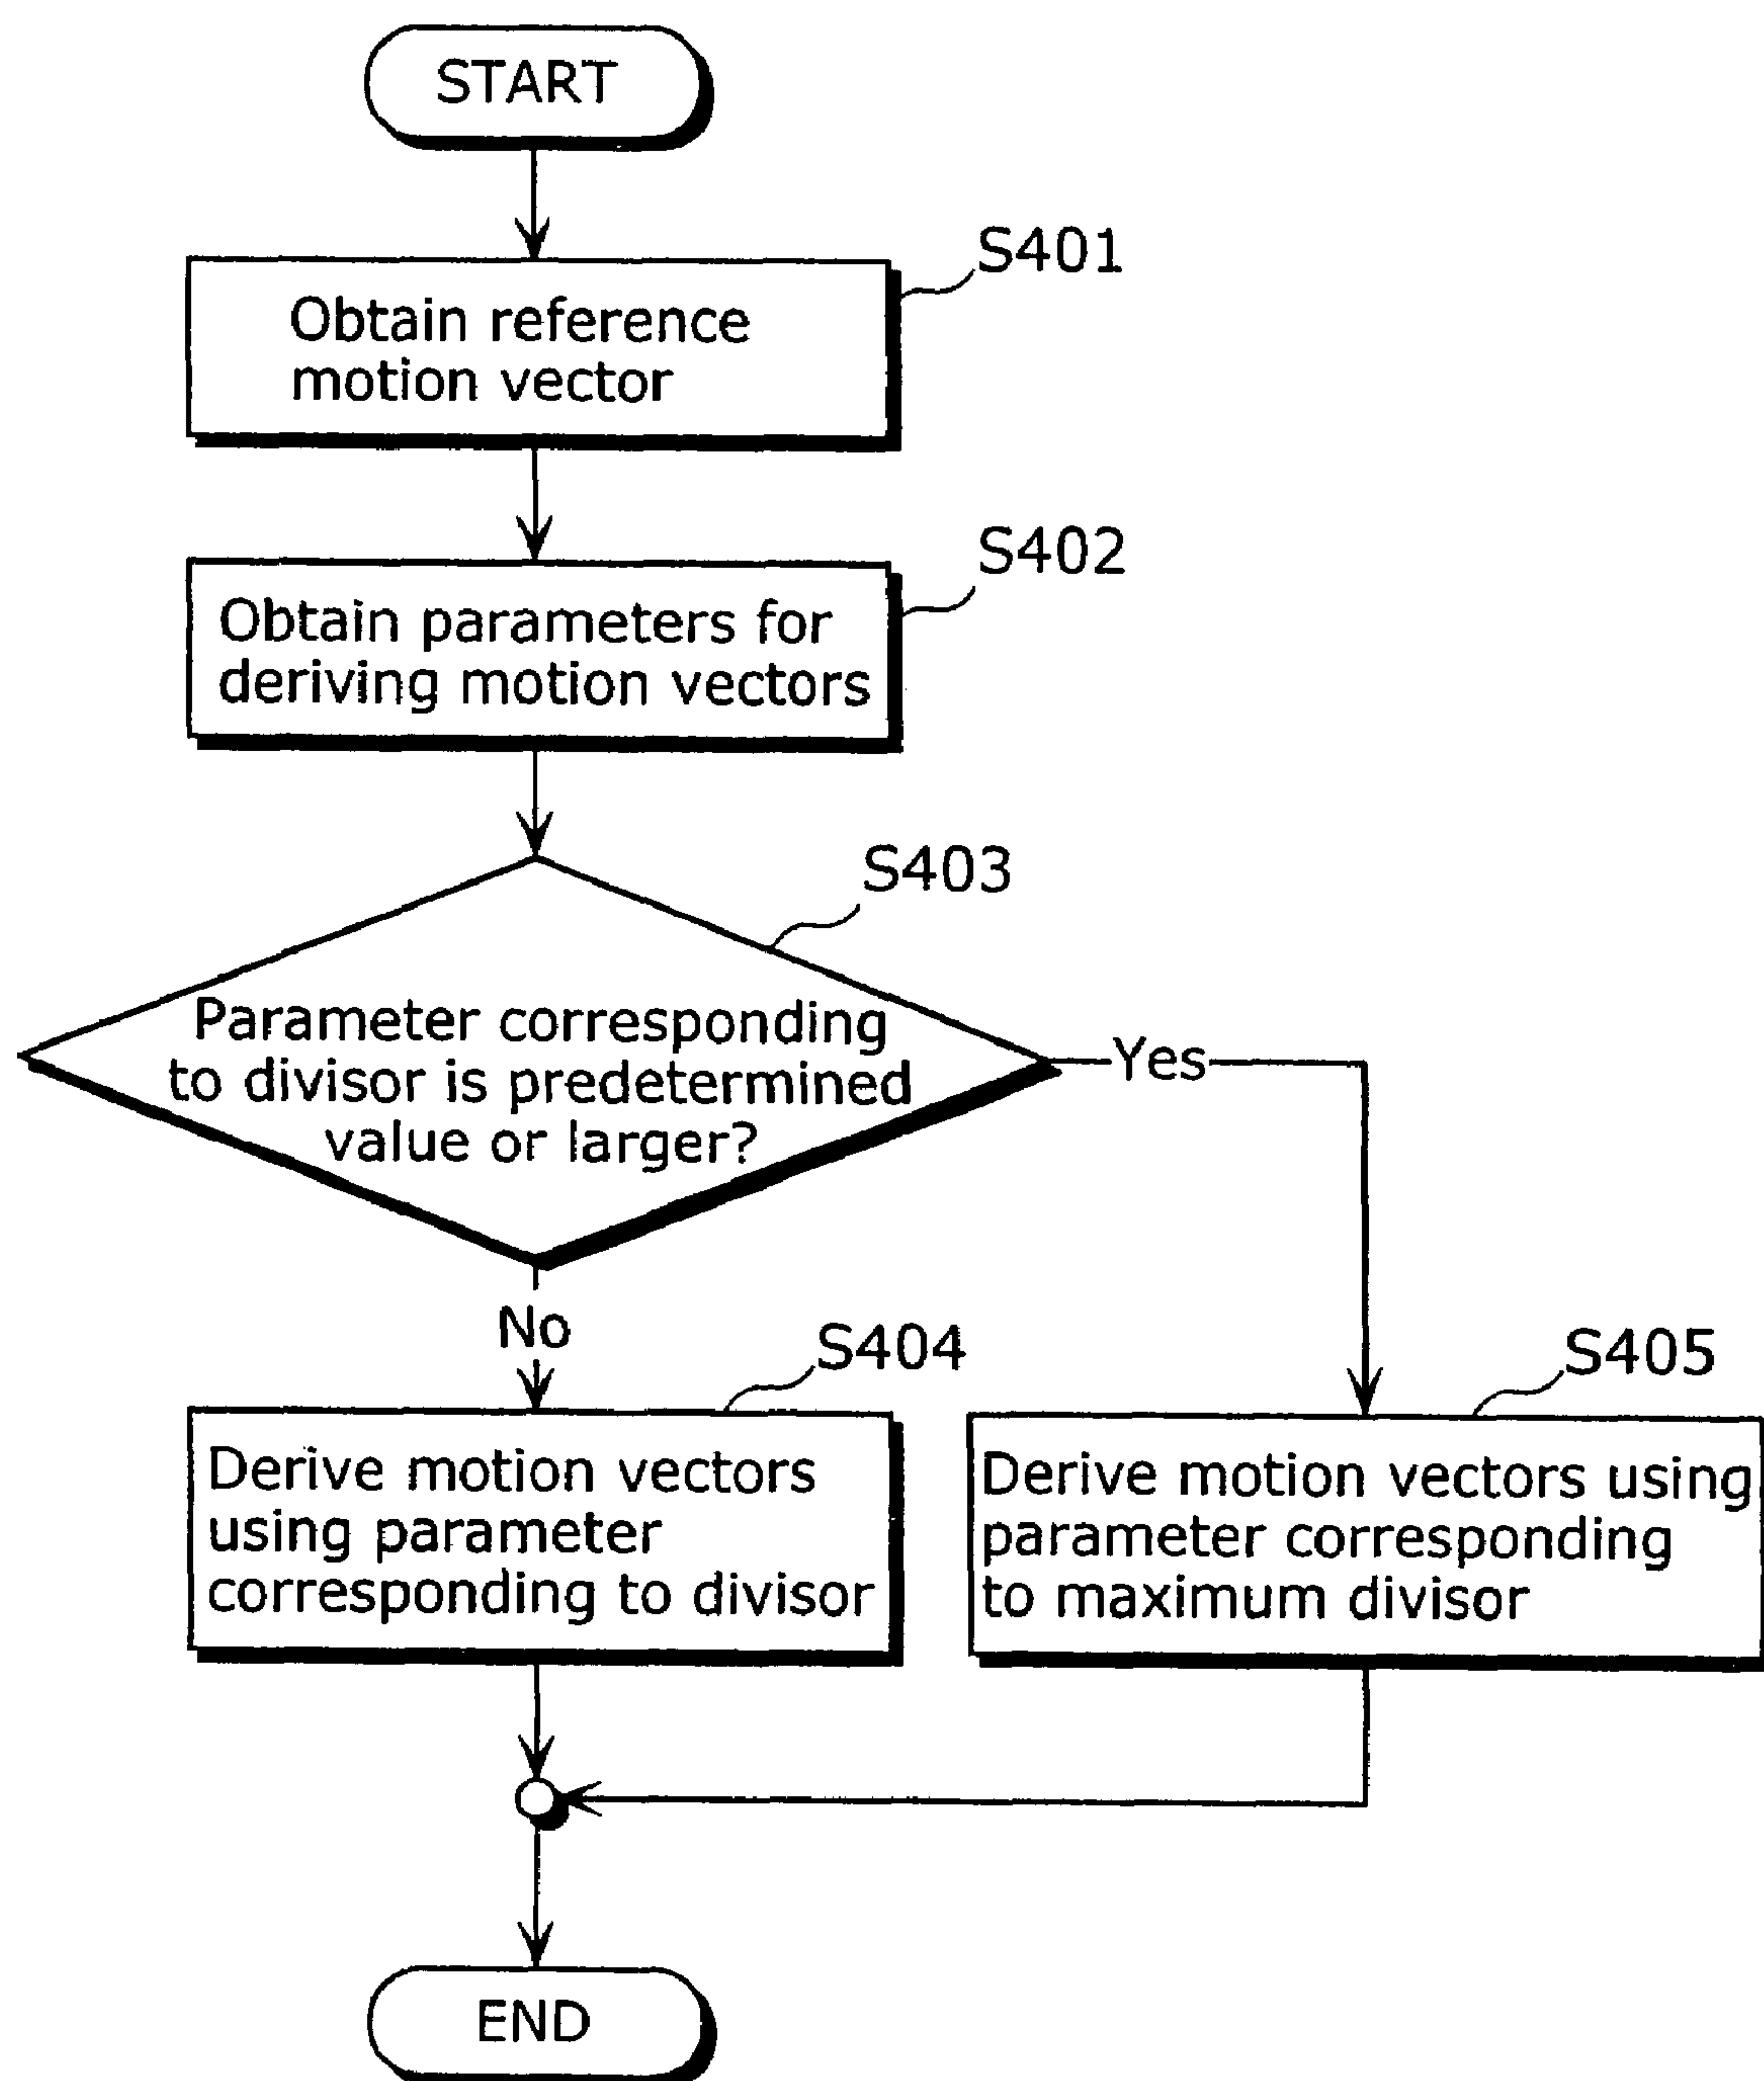 START
S401
Obtain reference
motion vector
S402
Obtain parameters for
deriving motion vectors
S403
Parameter corresponding
to divisor is predetermined
value or larger?
Yes
No
S404
Derive motion vectors
using parameter
corresponding to divisor
S405
Derive motion vectors using
parameter corresponding
to maximum divisor
END